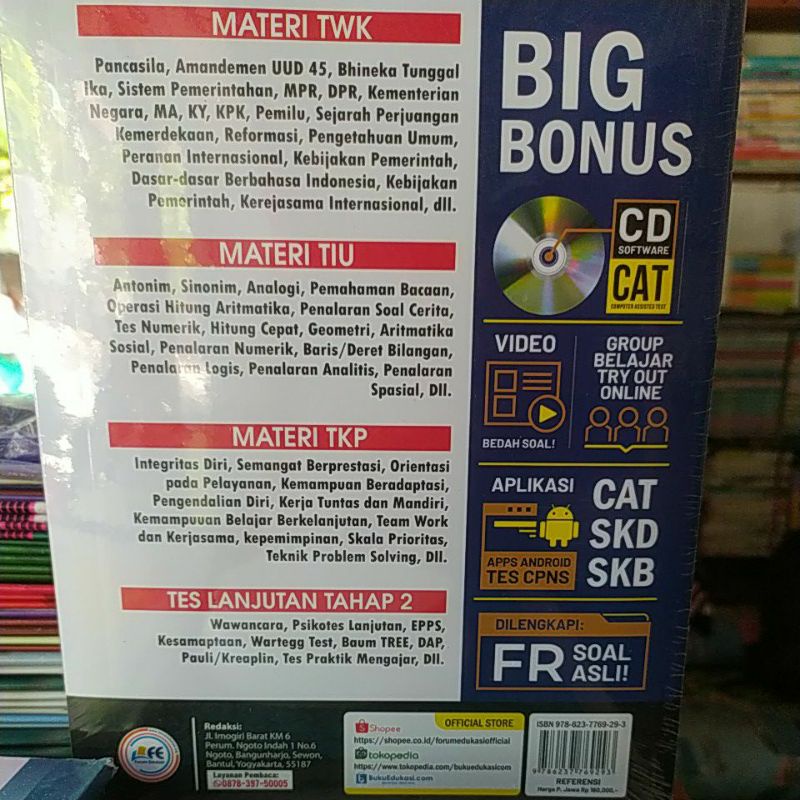 MATERI TWK
Pancasila, Amandemen UUD 45, Bhineka Tunggal
Ika, Sistem Pemerintahan, MPR, DPR, Kementerian
Negara, MA, KY, KPK, Pemilu, Sejarah Perjuangan
Kemerdekaan, Reformasi, Pengetahuan Umum,
Peranan Internasional, Kebijakan Pemerintah,
Dasar-dasar Berbahasa Indonesia, Kebijakan
Pemerintah, Kerejasama Internasional, dll.
MATERI TIU
Antonim, Sinonim, Analogi, Pemahaman Bacaan,
Operasi Hitung Aritmatika, Penalaran Soal Cerita,
Tes Numerik, Hitung Cepat, Geometri, Aritmatika
Sosial, Penalaran Numerik, Baris/Deret Bilangan,
Penalaran Logis, Penalaran Analitis, Penalaran
Spasial, Dll.
MATERI TKP
Integritas Diri, Semangat Berprestasi, Orientasi
pada Pelayanan, Kemampuan Beradaptasi,
Pengendalian Diri, Kerja Tuntas dan Mandiri,
Kemampuuan Belajar Berkelanjutan, Team Work
dan Kerjasama, kepemimpinan, Skala Prioritas,
Teknik Problem Solving, Dll.
TES LANJUTAN TAHAP 2
Wawancara, Psikotes Lanjutan, EPPS,
Kesamaptaan, Wartegg Test, Baum TREE, DAP,
Pauli/Kreaplin, Tes Praktik Mengajar, Dll.
BIG
BONUS
CD
SOFTWARE
CAT
COMPUTER ASSISTED TEST
VIDEO
BEDAH SOAL!
GROUP
BELAJAR
TRY OUT
ONLINE
APLIKASI
APPS ANDROID
TES CPNS
CAT
SKD
SKB
DILENGKAPI:
FR SOAL
ASLI!
Redaksi:
Jl. Imogiri Barat KM 6
Perum. Ngoto Indah 1 No.6
Ngoto, Bangunharjo, Sewon,
Bantul, Yogyakarta, 55187
Layanan Pembaca:
0878-397-50005
OFFICIAL STORE
Shopee
https://shopee.co.id/forumedukasiofficial
tokopedia
https://www.tokopedia.com/bukuedukasicom
BukuEdukasi.com
ISBN 978-623-7769-29-3
9 786237 769293
REFERENSI
Harga P. Jawa Rp 160,000,-